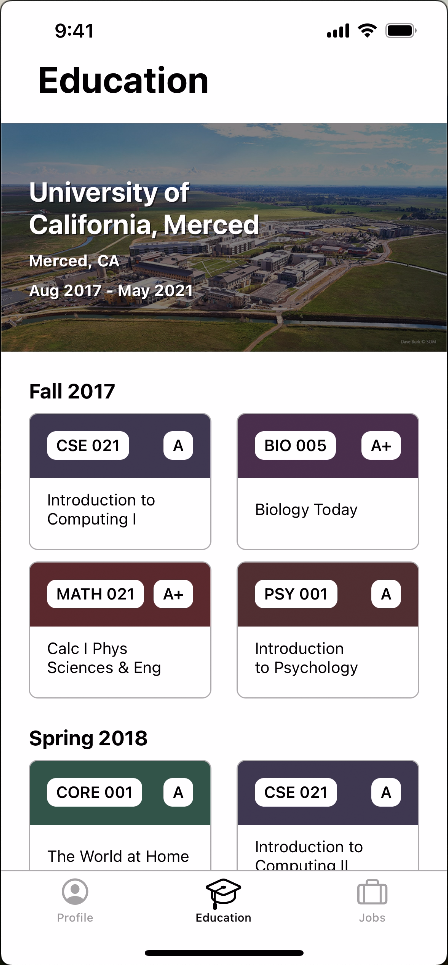 9:41
Education
University of
California, Merced
Merced, CA
Aug 2017 - May 2021
Fall 2017
CSE 021 A
Introduction to
Computing I
BIO 005 A+
Biology Today
MATH 021 A+
Calc I Phys
Sciences & Eng
PSY 001 A
Introduction
to Psychology
Spring 2018
CORE 001 A
The World at Home
CSE 021 A
Introduction to
Computing II
Profile
Education
Jobs